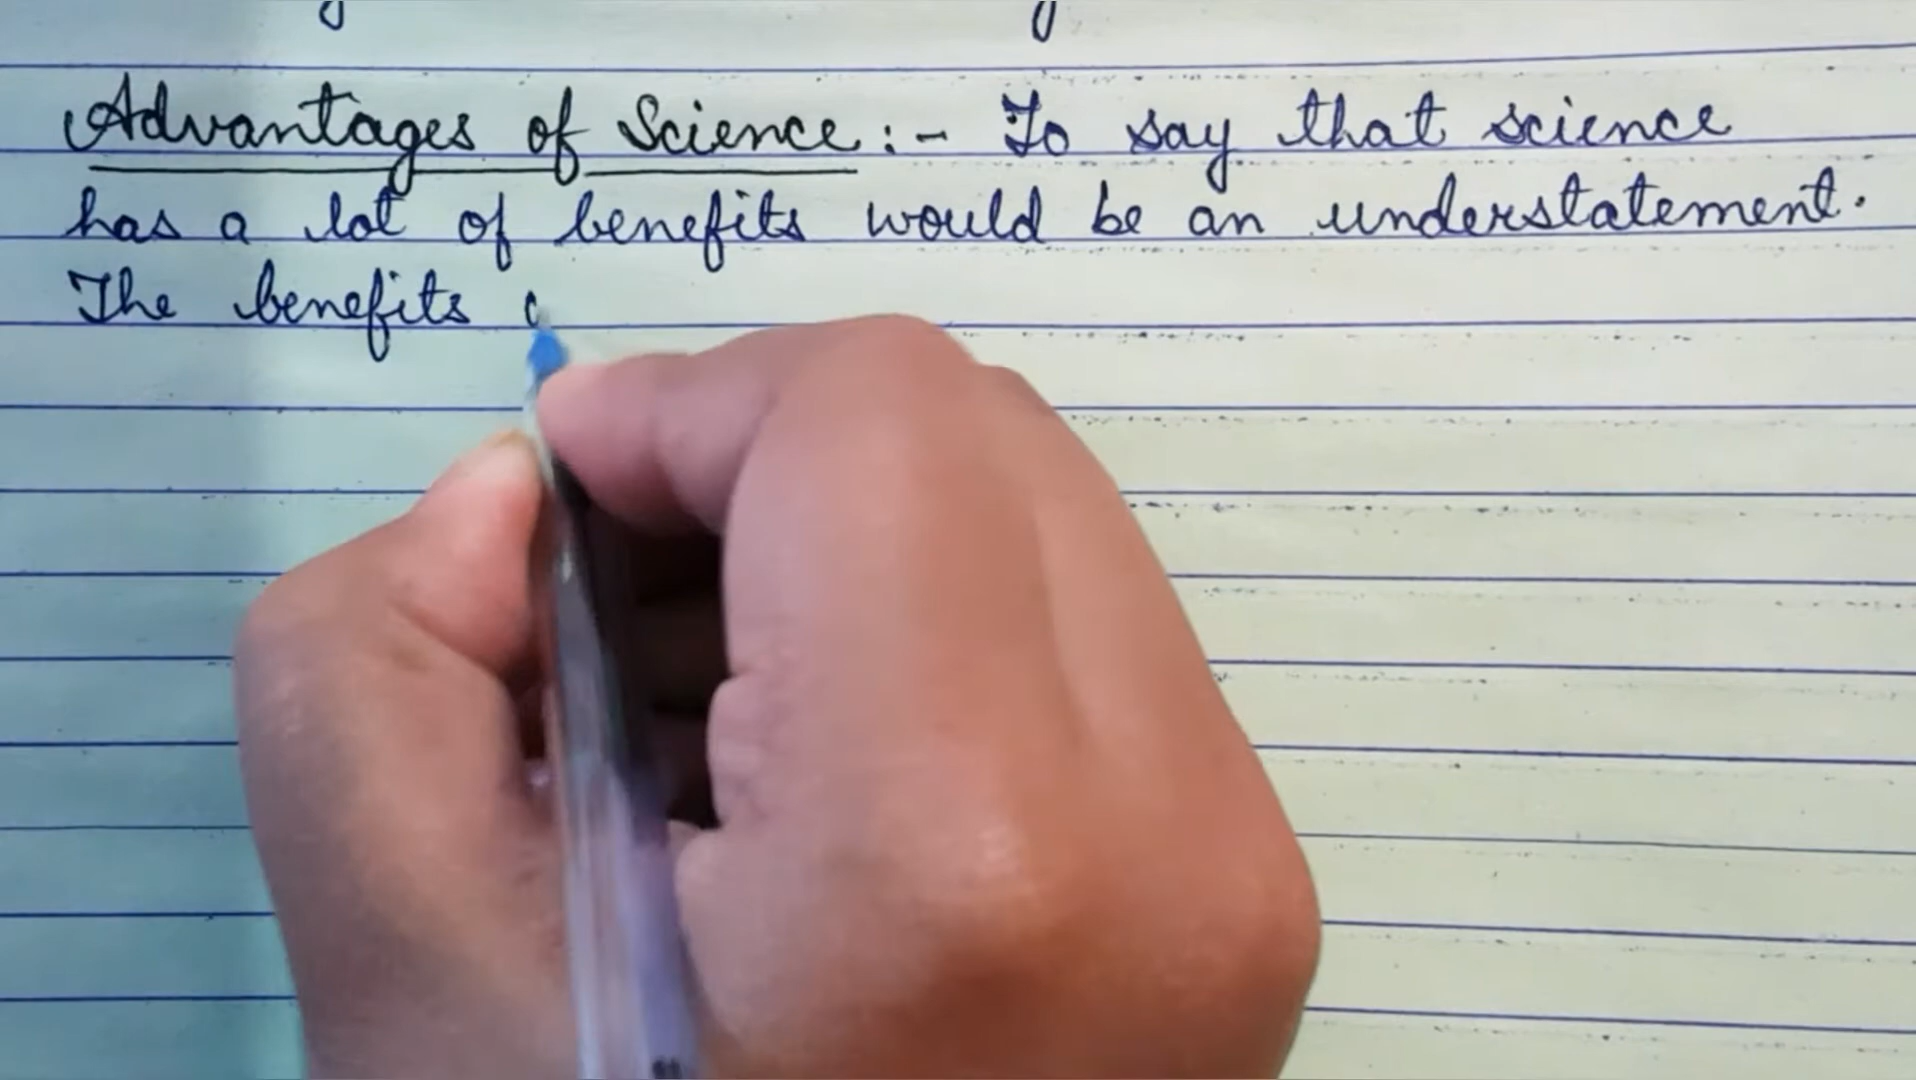 Advantages of Science :- To say that science
has a lot of benefits would be an understatement.
The benefits